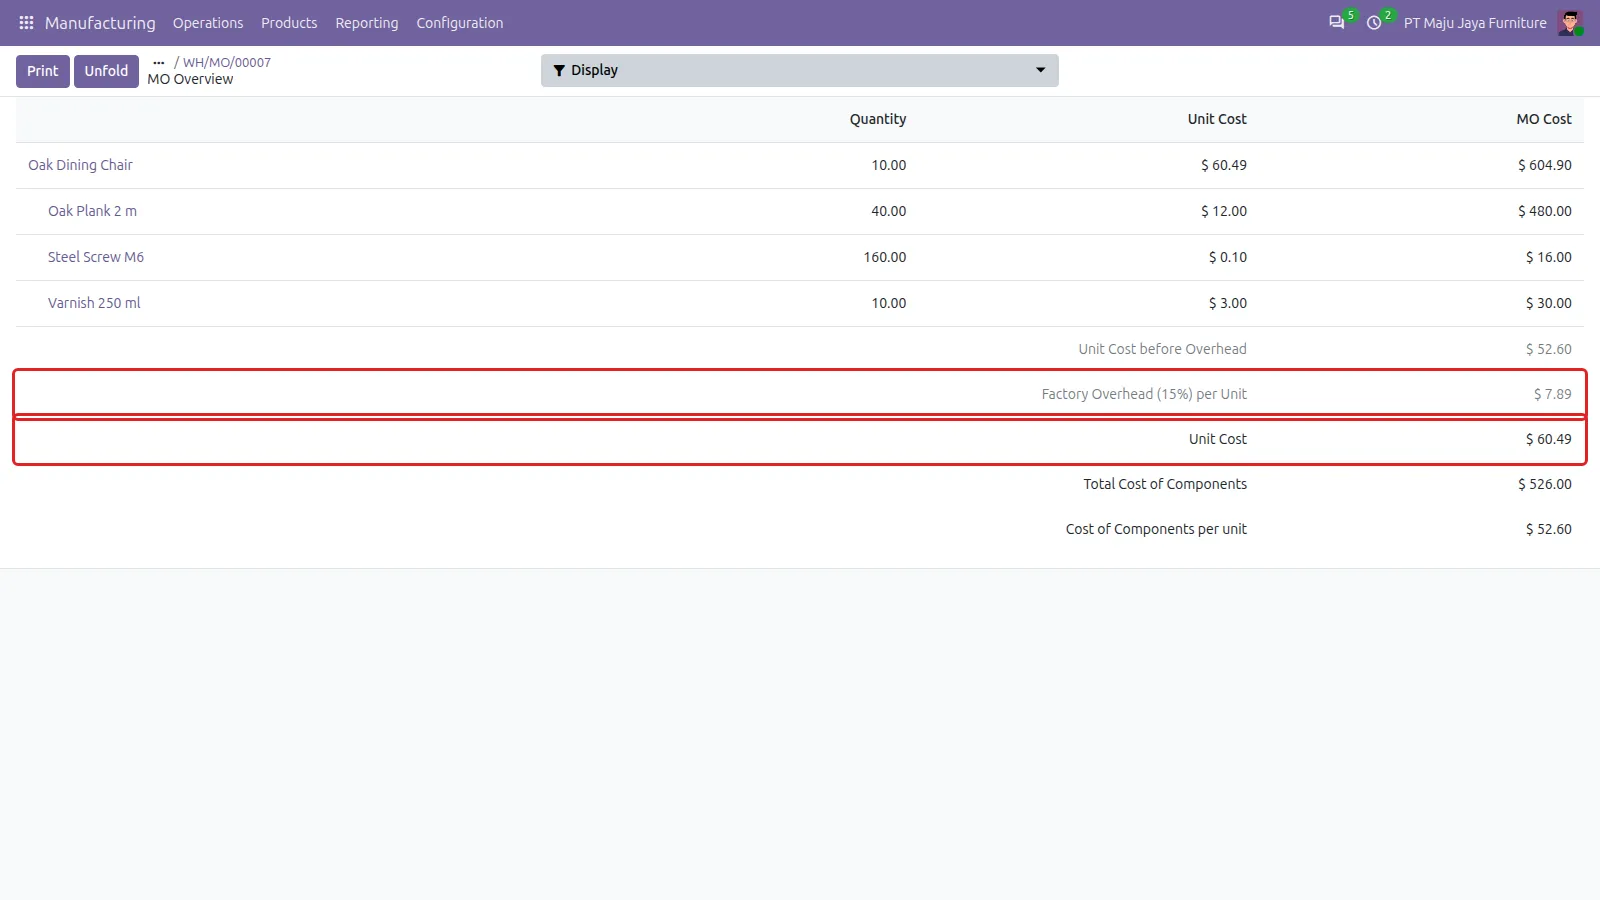 Manufacturing Operations Products Reporting Configuration 5 2 PT Maju Jaya Furniture
Print Unfold ... / WH/MO/00007
MO Overview
Display
Quantity Unit Cost MO Cost
Oak Dining Chair 10.00 $ 60.49 $ 604.90
Oak Plank 2 m 40.00 $ 12.00 $ 480.00
Steel Screw M6 160.00 $ 0.10 $ 16.00
Varnish 250 ml 10.00 $ 3.00 $ 30.00
Unit Cost before Overhead $ 52.60
Factory Overhead (15%) per Unit $ 7.89
Unit Cost $ 60.49
Total Cost of Components $ 526.00
Cost of Components per unit $ 52.60